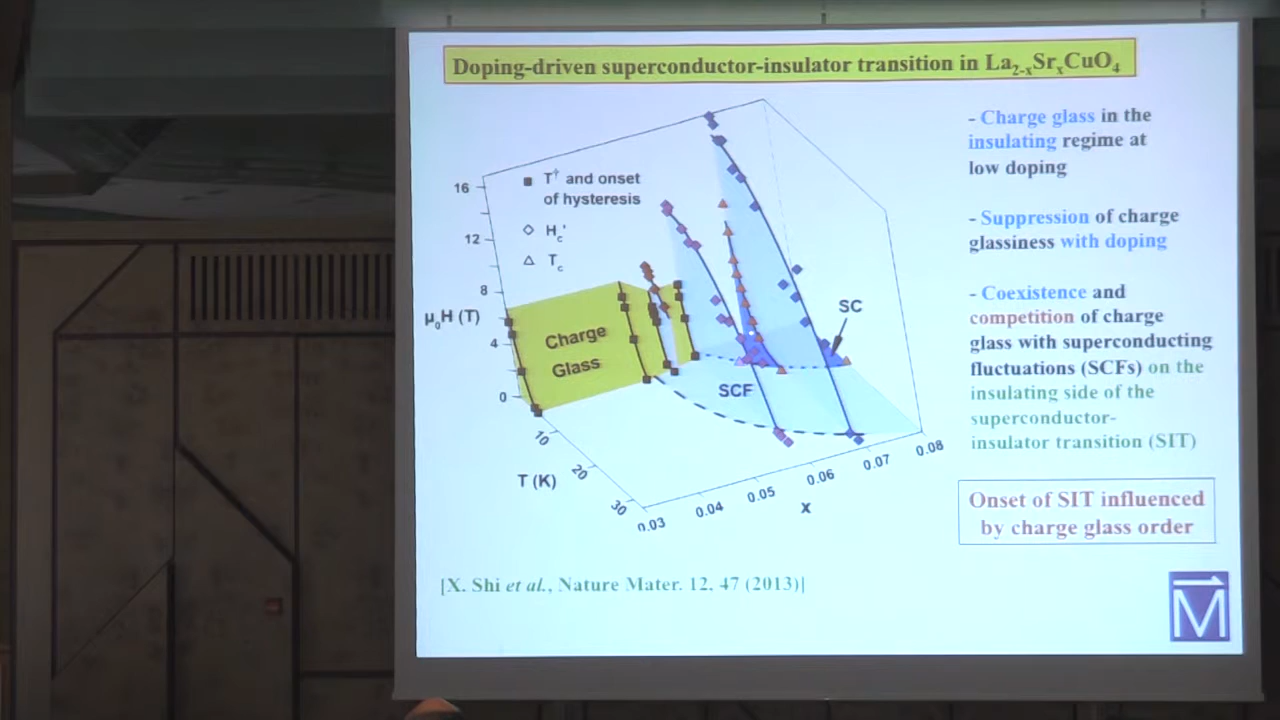 Doping-driven superconductor-insulator transition in La2-xSrxCuO4
16
12
8
4
0
μ0H (T)
T† and onset
of hysteresis
Hc'
Tc
Charge
Glass
SCF
SC
10
20
30
T (K)
0.03
0.04
0.05
0.06
0.07
0.08
x
- Charge glass in the
insulating regime at
low doping
- Suppression of charge
glassiness with doping
- Coexistence and
competition of charge
glass with superconducting
fluctuations (SCFs) on the
insulating side of the
superconductor-
insulator transition (SIT)
Onset of SIT influenced
by charge glass order
[X. Shi et al., Nature Mater. 12, 47 (2013)]
M